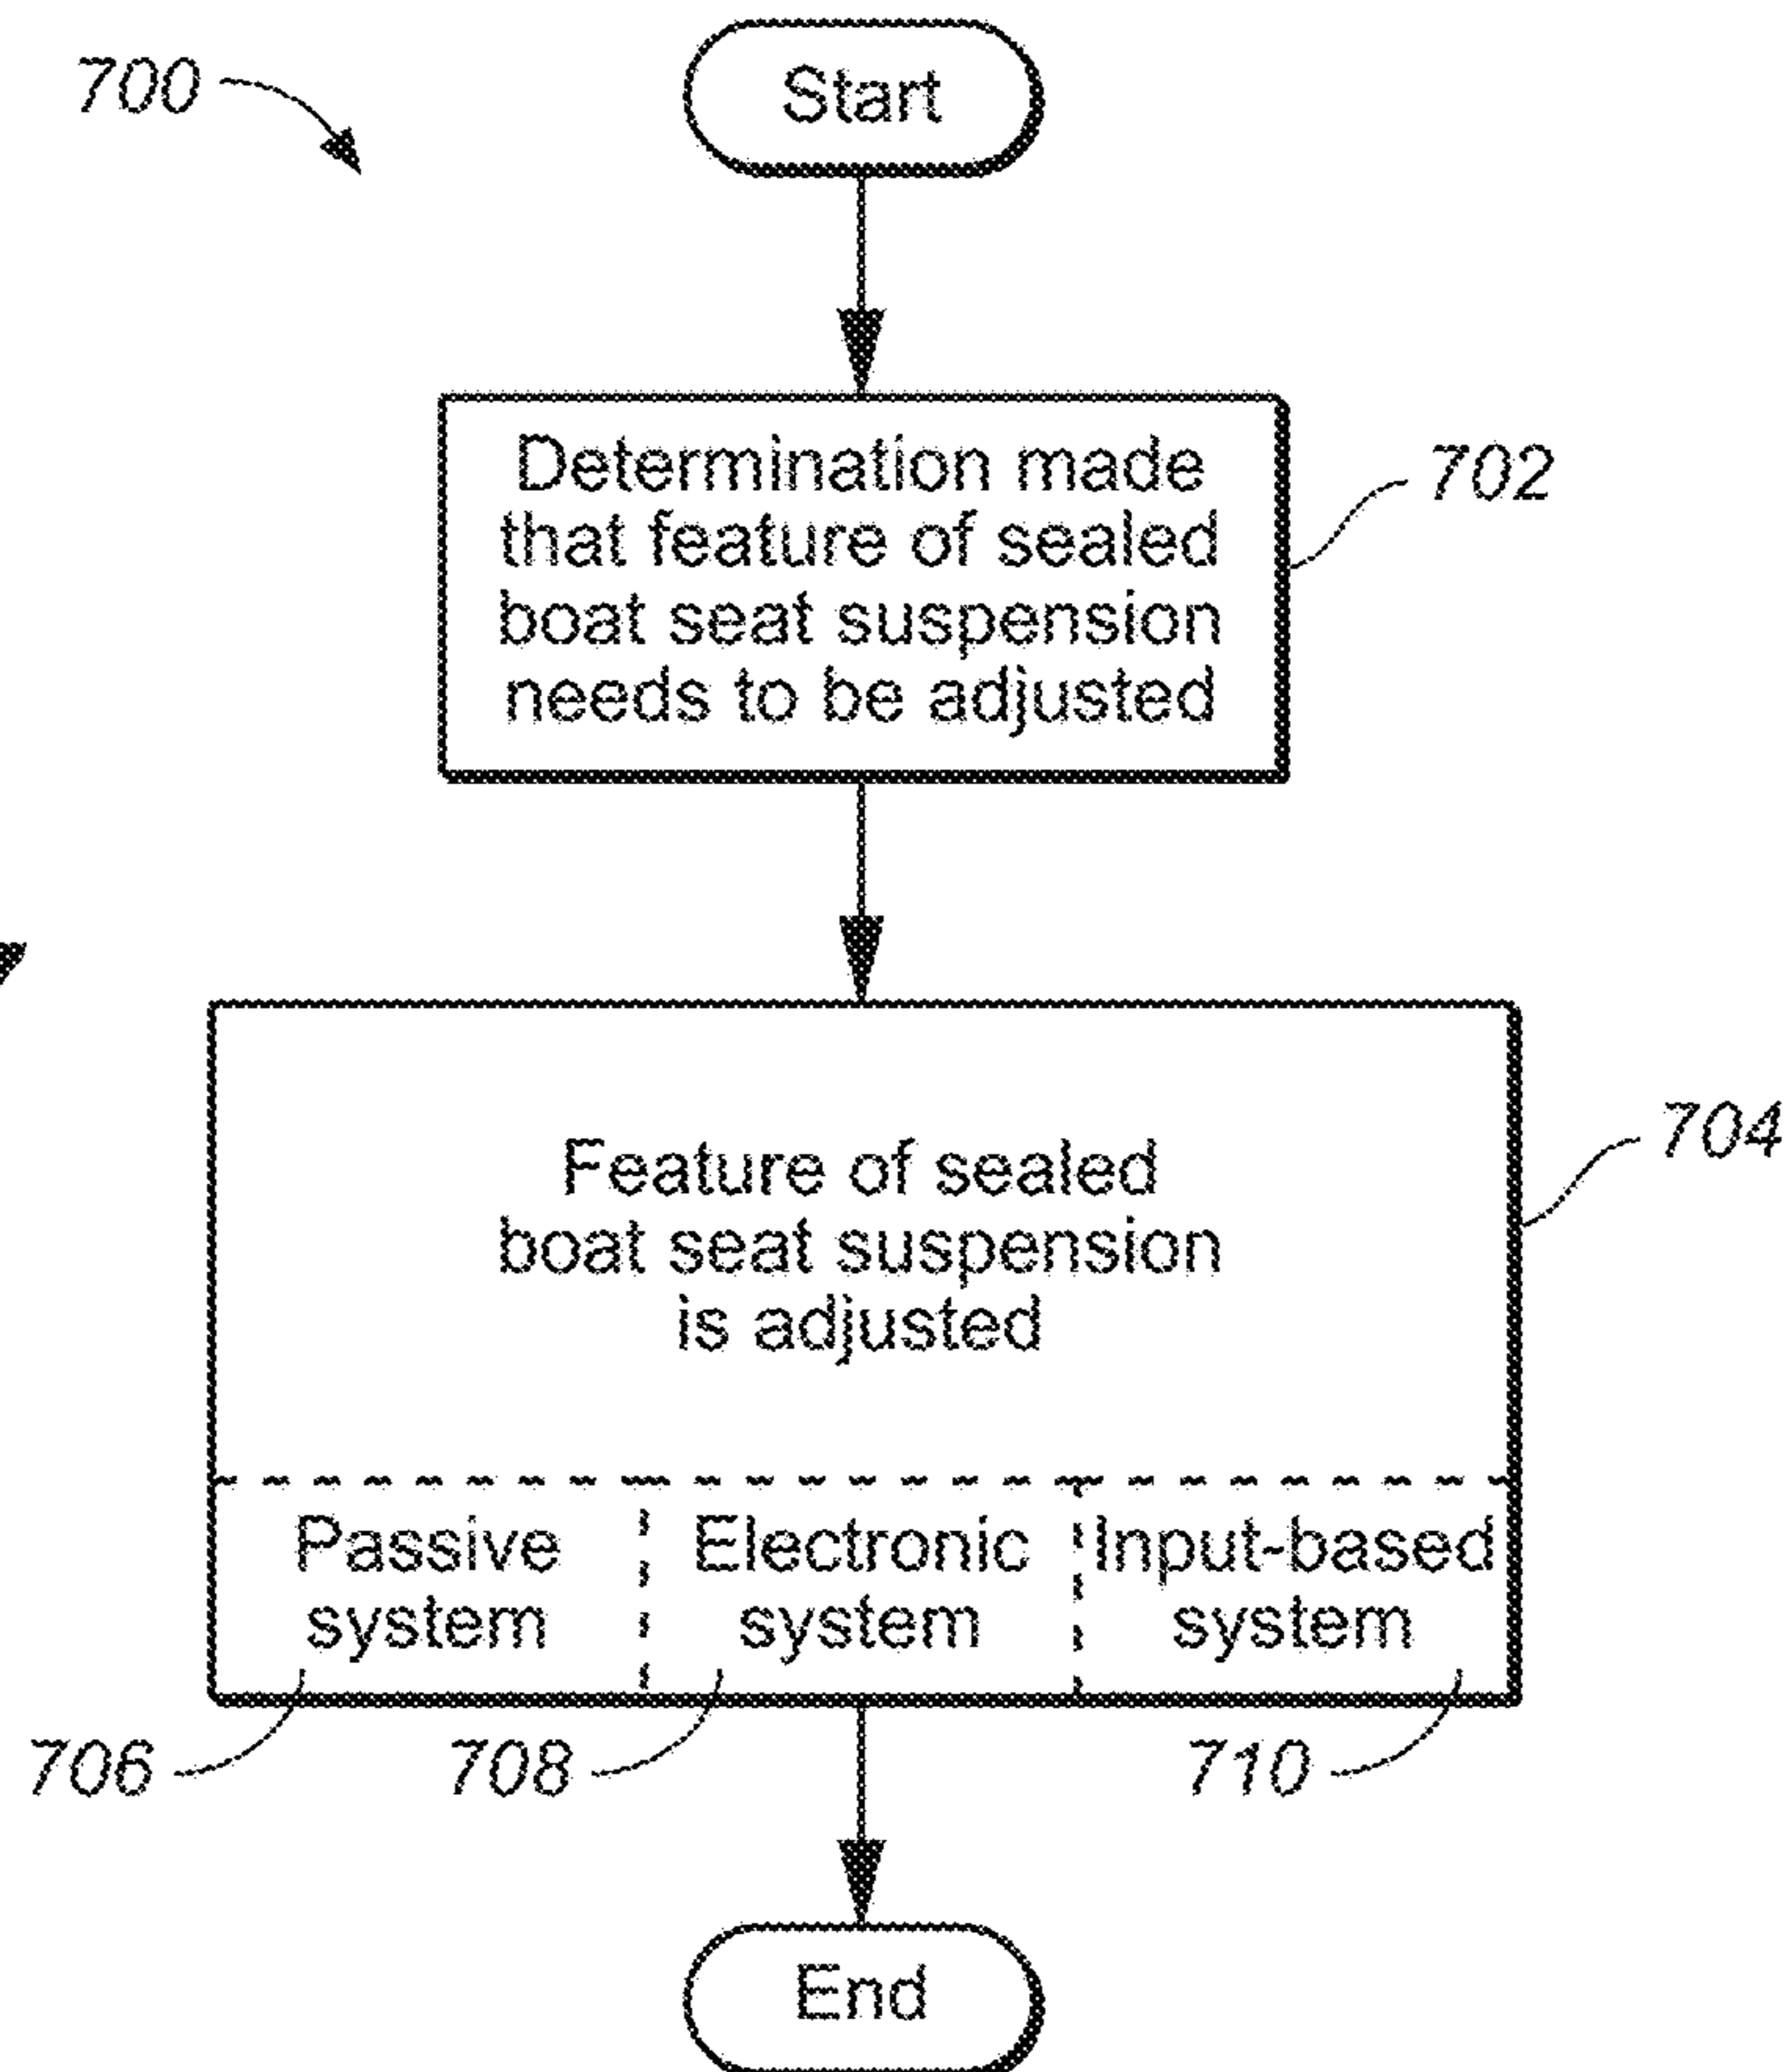 700
Start
Determination made
that feature of sealed
boat seat suspension
needs to be adjusted
702
Feature of sealed
boat seat suspension
is adjusted
704
Passive
system
Electronic
system
Input-based
system
706
708
710
End